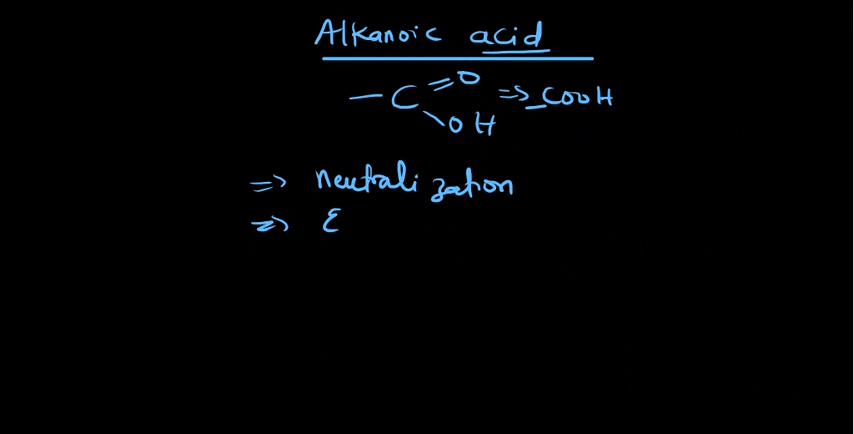 Alkanoic acid
— C =O ⇒ –COOH
\OH
⇒ neutralization
⇒ E